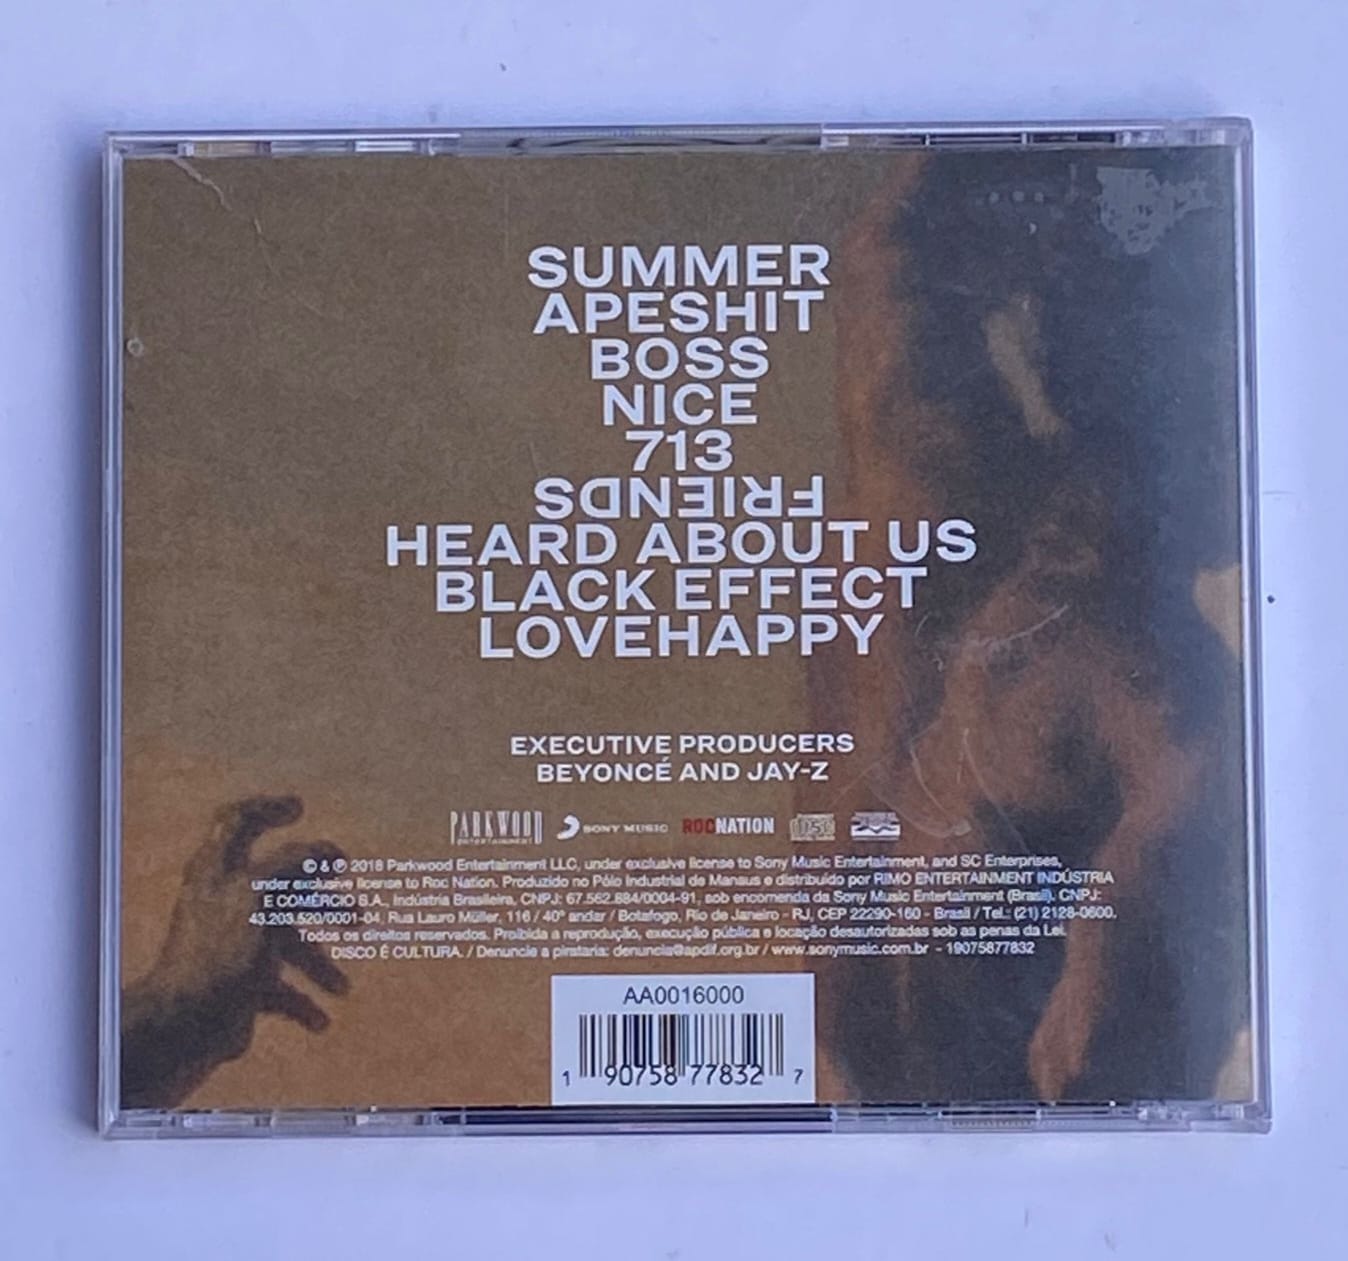 SUMMER
APESHIT
BOSS
NICE
713
FRIENDS
HEARD ABOUT US
BLACK EFFECT
LOVEHAPPY
EXECUTIVE PRODUCERS
BEYONCÉ AND JAY-Z
PARKWOOD
ENTERTAINMENT
SONY MUSIC
ROCNATION
DISC
© & ℗ 2018 Parkwood Entertainment LLC, under exclusive license to Sony Music Entertainment, and SC Enterprises,
under exclusive license to Roc Nation. Produzido no Pólo Industrial de Manaus e distribuído por RIMO ENTERTAINMENT INDÚSTRIA
E COMÉRCIO S.A., Indústria Brasileira, CNPJ: 67.562.884/0004-91, sob encomenda da Sony Music Entertainment (Brasil). CNPJ:
43.203.520/0001-04, Rua Lauro Müller, 116 / 40º andar / Botafogo, Rio de Janeiro - RJ, CEP 22290-160 - Brasil / Tel.: (21) 2128-0600.
Todos os direitos reservados. Proibida a reprodução, execução pública e locação desautorizadas sob as penas da Lei.
DISCO É CULTURA. / Denuncie a pirataria: denuncia@apdif.org.br / www.sonymusic.com.br - 19075877832
AA0016000
1 90758 77832 7